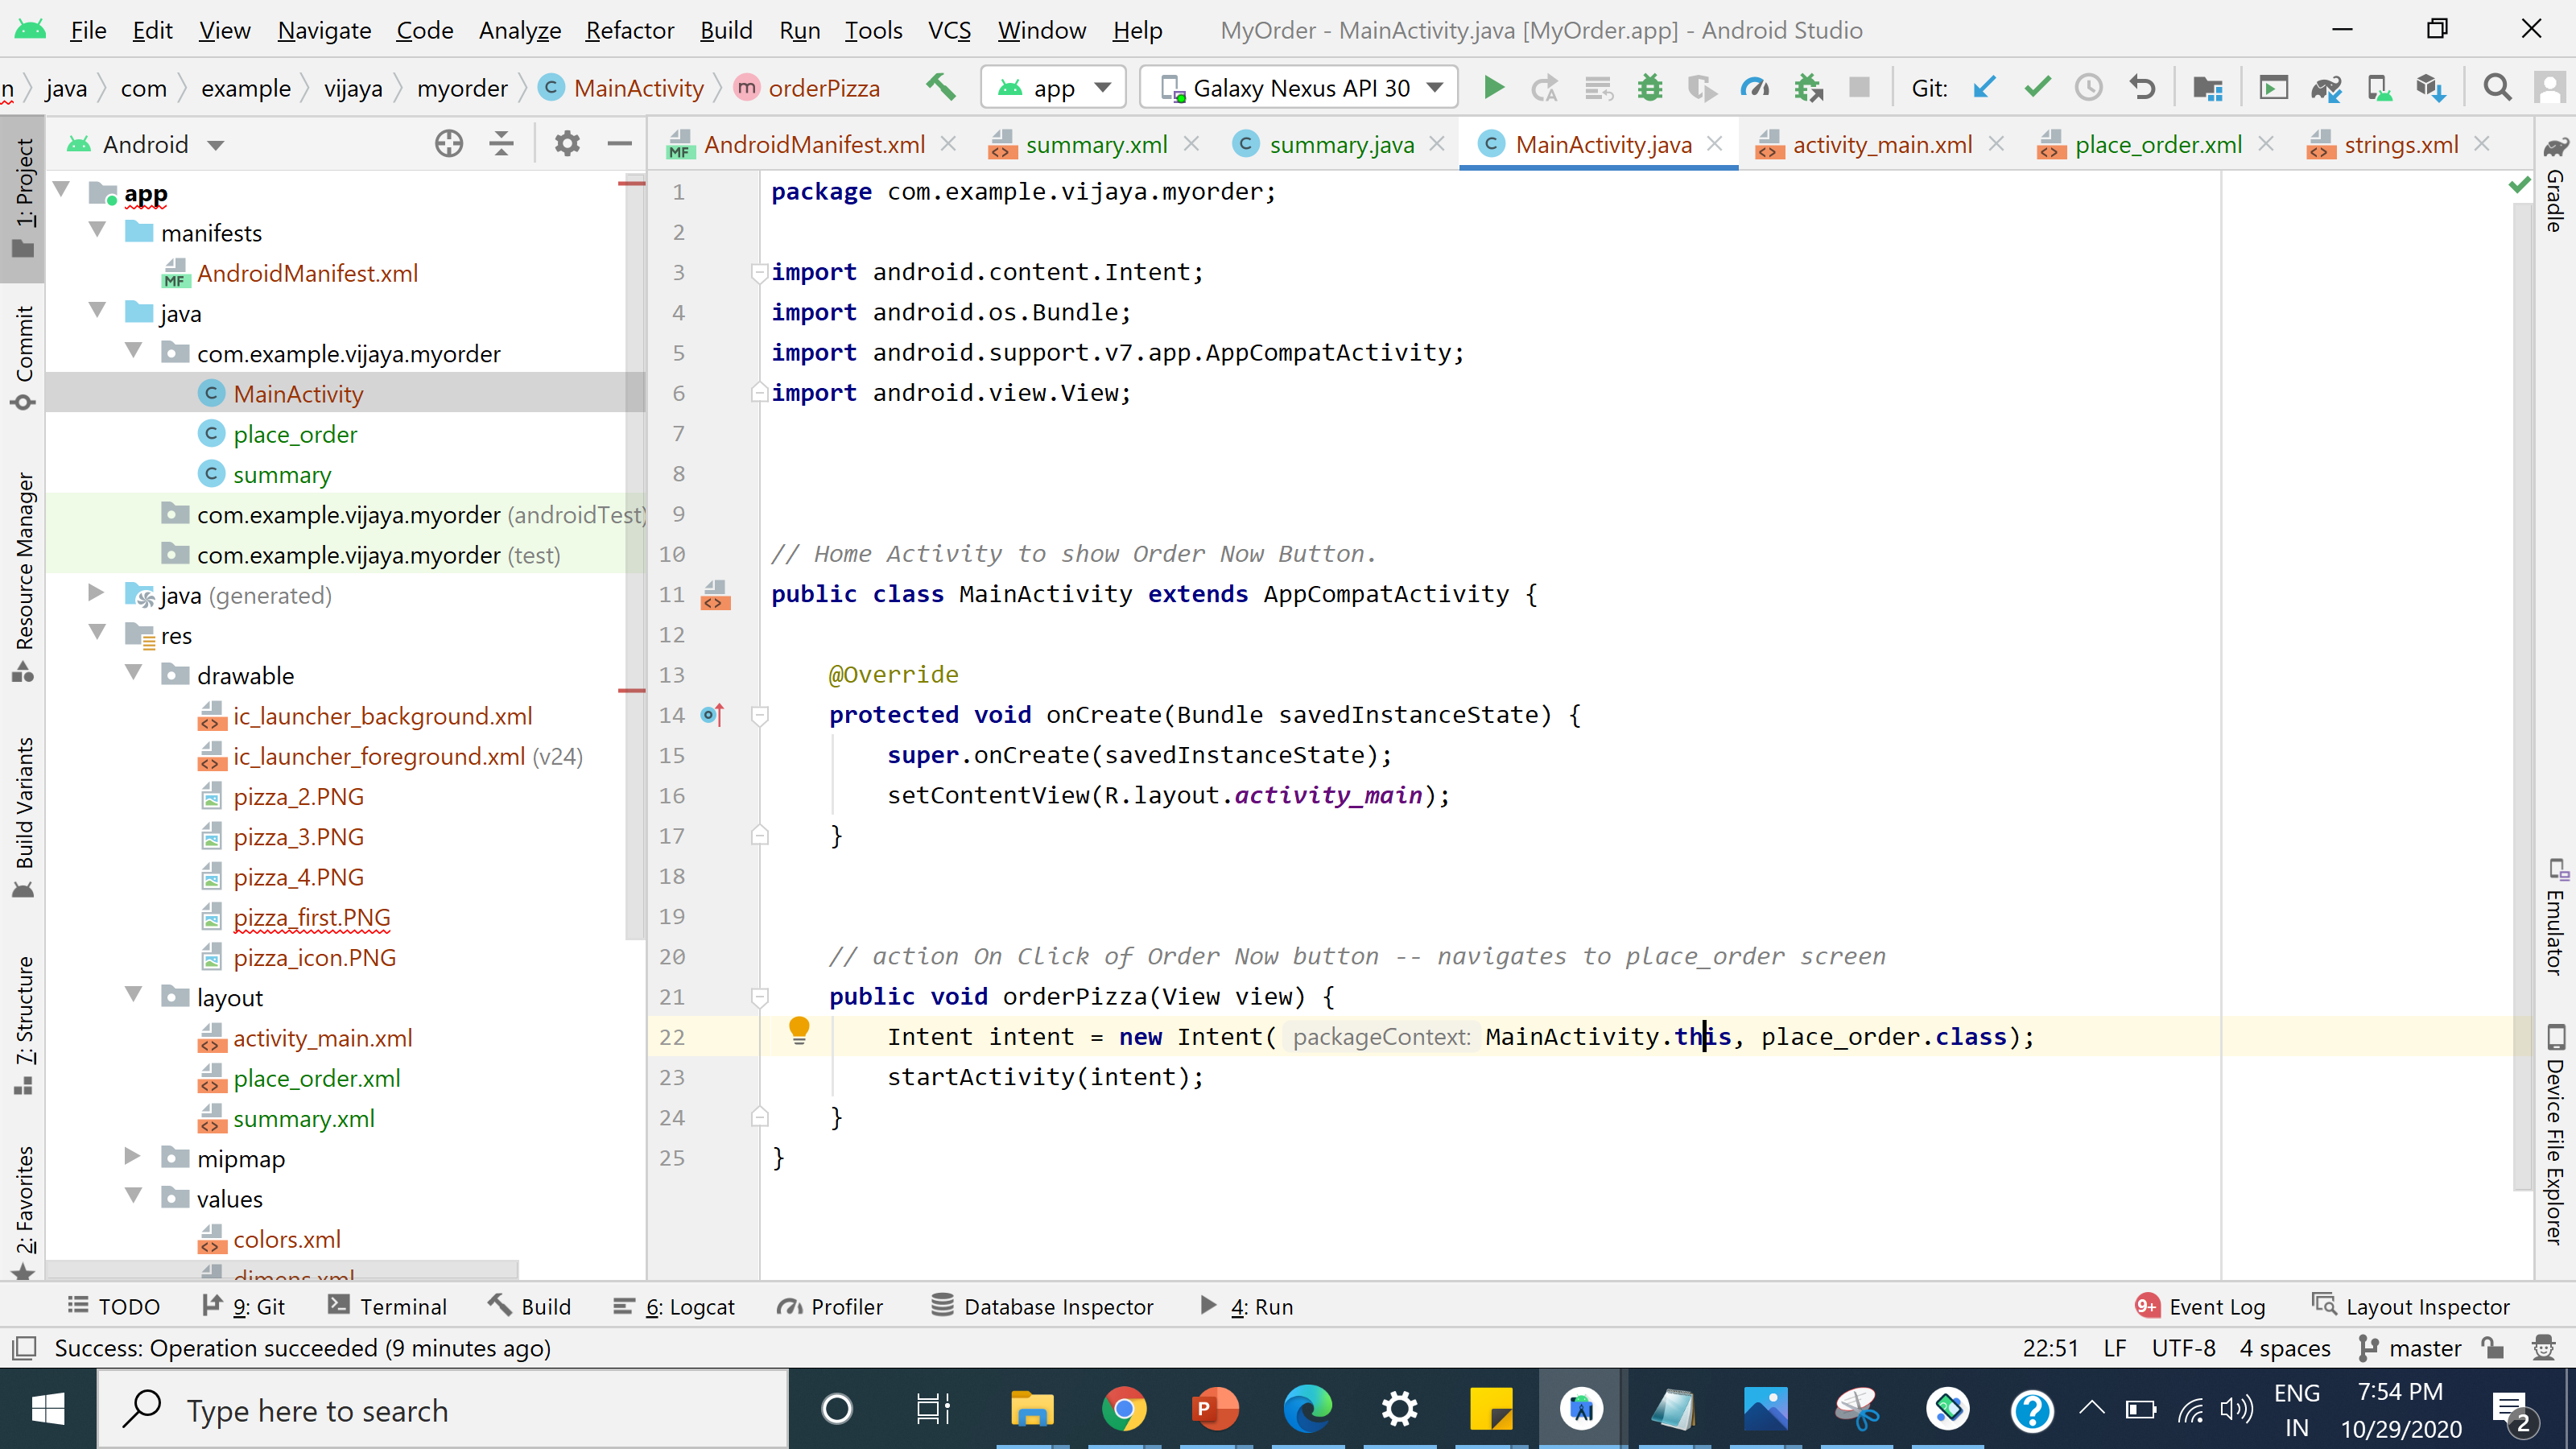 File Edit View Navigate Code Analyze Refactor Build Run Tools VCS Window Help MyOrder - MainActivity.java [MyOrder.app] - Android Studio
n java com example vijaya myorder C MainActivity m orderPizza app Galaxy Nexus API 30 Git:
Android
AndroidManifest.xml summary.xml summary.java MainActivity.java activity_main.xml place_order.xml strings.xml
1: Project
Commit
Resource Manager
Build Variants
7: Structure
2: Favorites
app
manifests
AndroidManifest.xml
java
com.example.vijaya.myorder
MainActivity
place_order
summary
com.example.vijaya.myorder (androidTest)
com.example.vijaya.myorder (test)
java (generated)
res
drawable
ic_launcher_background.xml
ic_launcher_foreground.xml (v24)
pizza_2.PNG
pizza_3.PNG
pizza_4.PNG
pizza_first.PNG
pizza_icon.PNG
layout
activity_main.xml
place_order.xml
summary.xml
mipmap
values
colors.xml
dimens.xml
1 package com.example.vijaya.myorder;
2
3 import android.content.Intent;
4 import android.os.Bundle;
5 import android.support.v7.app.AppCompatActivity;
6 import android.view.View;
7
8
9
10 // Home Activity to show Order Now Button.
11 public class MainActivity extends AppCompatActivity {
12
13 @Override
14 protected void onCreate(Bundle savedInstanceState) {
15 super.onCreate(savedInstanceState);
16 setContentView(R.layout.activity_main);
17 }
18
19
20 // action On Click of Order Now button -- navigates to place_order screen
21 public void orderPizza(View view) {
22 Intent intent = new Intent( packageContext: MainActivity.this, place_order.class);
23 startActivity(intent);
24 }
25 }
Gradle
Emulator
Device File Explorer
TODO 9: Git Terminal Build 6: Logcat Profiler Database Inspector 4: Run 9+ Event Log Layout Inspector
Success: Operation succeeded (9 minutes ago) 22:51 LF UTF-8 4 spaces master
Type here to search
ENG
IN
7:54 PM
10/29/2020
2